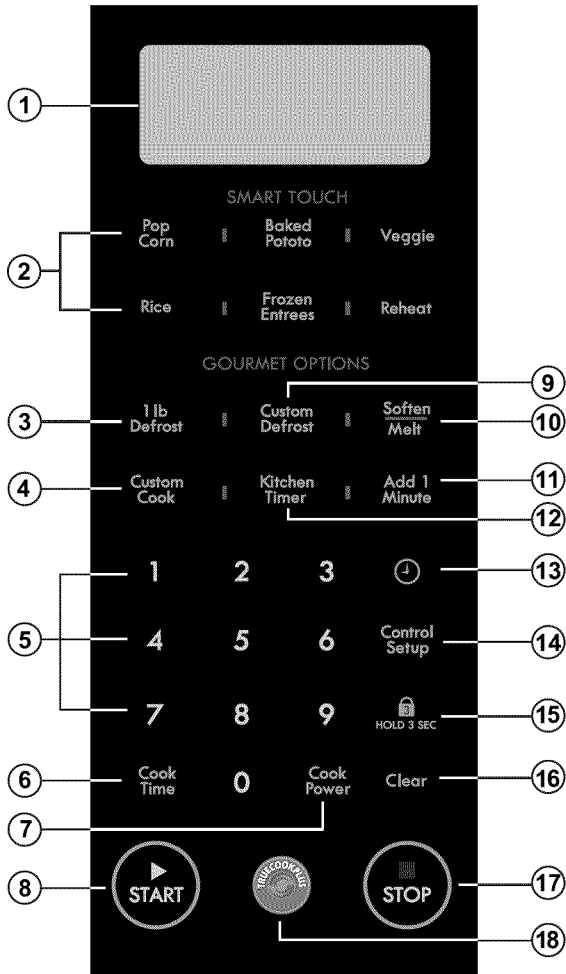 1
SMART TOUCH
Pop
Corn
Baked
Pototo
Veggie
2
Rice
Frozen
Entrees
Reheat
GOURMET OPTIONS
9
3
1 lb
Defrost
Custom
Defrost
Soften
Melt
10
4
Custom
Cook
Kitchen
Timer
Add 1
Minute
11
12
1 2 3
13
5
4 5 6
Control
Setup
14
7 8 9
HOLD 3 SEC
15
6
Cook
Time
0
Cook
Power
Clear
16
7
8
START
TRUECOOKPLUS
STOP
17
18